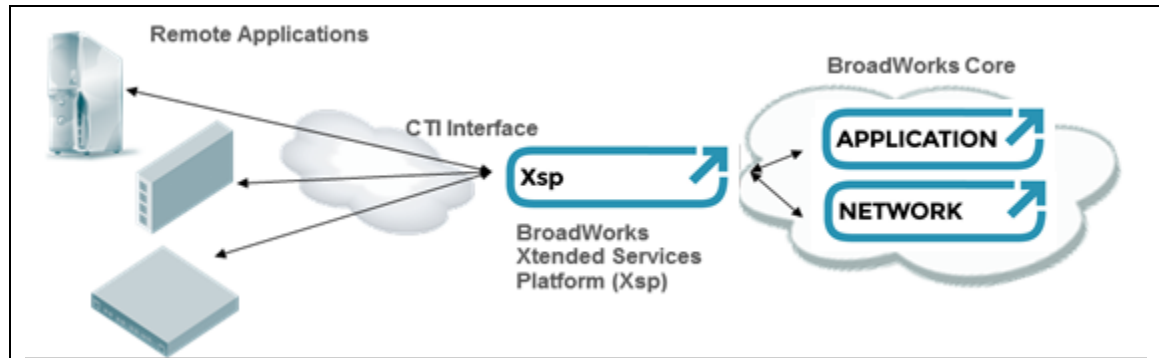 Remote Applications
BroadWorks Core
CTI Interface
APPLICATION
Xsp
NETWORK
BroadWorks
Xtended Services
Platform (Xsp)